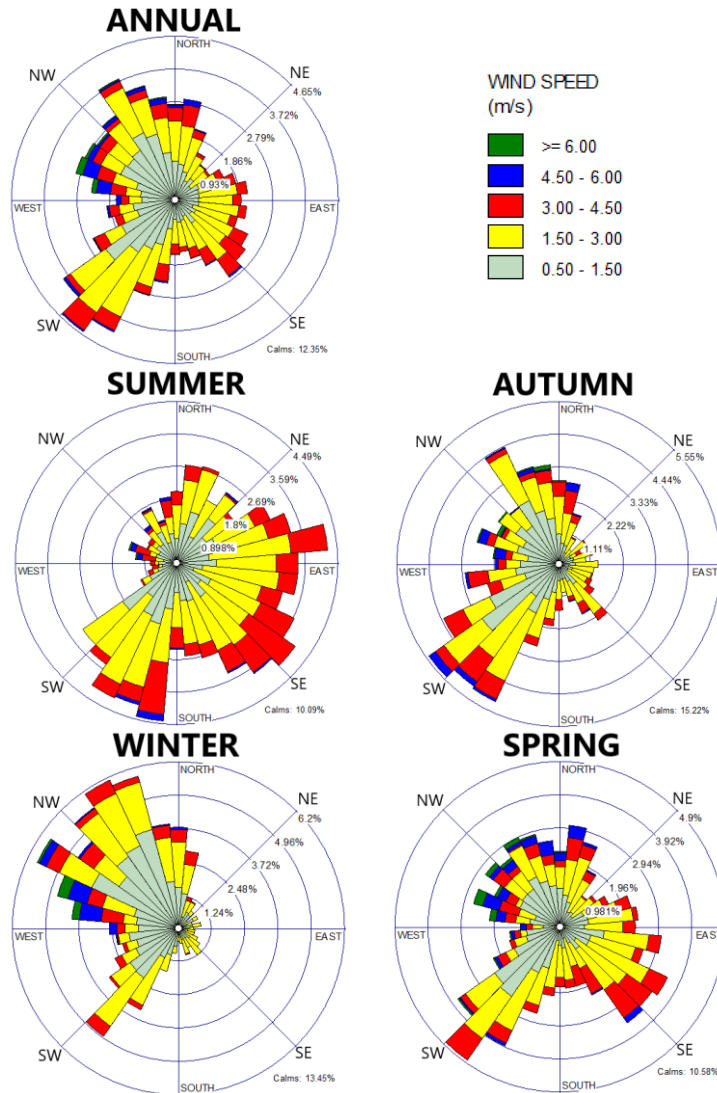 ANNUAL
NORTH
NW
NE
4.65%
3.72%
2.79%
1.86%
0.93%
WEST
EAST
SW
SE
SOUTH
Calms: 12.35%
WIND SPEED
(m/s)
>= 6.00
4.50 - 6.00
3.00 - 4.50
1.50 - 3.00
0.50 - 1.50
SUMMER
NORTH
NW
NE
4.49%
3.59%
2.69%
1.8%
0.898%
WEST
EAST
SW
SE
SOUTH
Calms: 10.09%
AUTUMN
NORTH
NW
NE
5.55%
4.44%
3.33%
2.22%
1.11%
WEST
EAST
SW
SE
SOUTH
Calms: 15.22%
WINTER
NORTH
NW
NE
6.2%
4.96%
3.72%
2.48%
1.24%
WEST
EAST
SW
SE
SOUTH
Calms: 13.45%
SPRING
NORTH
NW
NE
4.9%
3.92%
2.94%
1.96%
0.981%
WEST
EAST
SW
SE
SOUTH
Calms: 10.58%